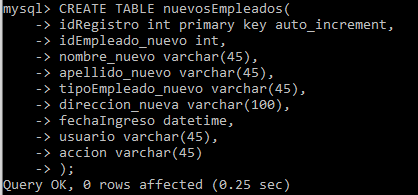 mysql> CREATE TABLE nuevosEmpleados(
    -> idRegistro int primary key auto_increment,
    -> idEmpleado_nuevo int,
    -> nombre_nuevo varchar(45),
    -> apellido_nuevo varchar(45),
    -> tipoEmpleado_nuevo varchar(45),
    -> direccion_nueva varchar(100),
    -> fechaIngreso datetime,
    -> usuario varchar(45),
    -> accion varchar(45)
    -> );
Query OK, 0 rows affected (0.25 sec)